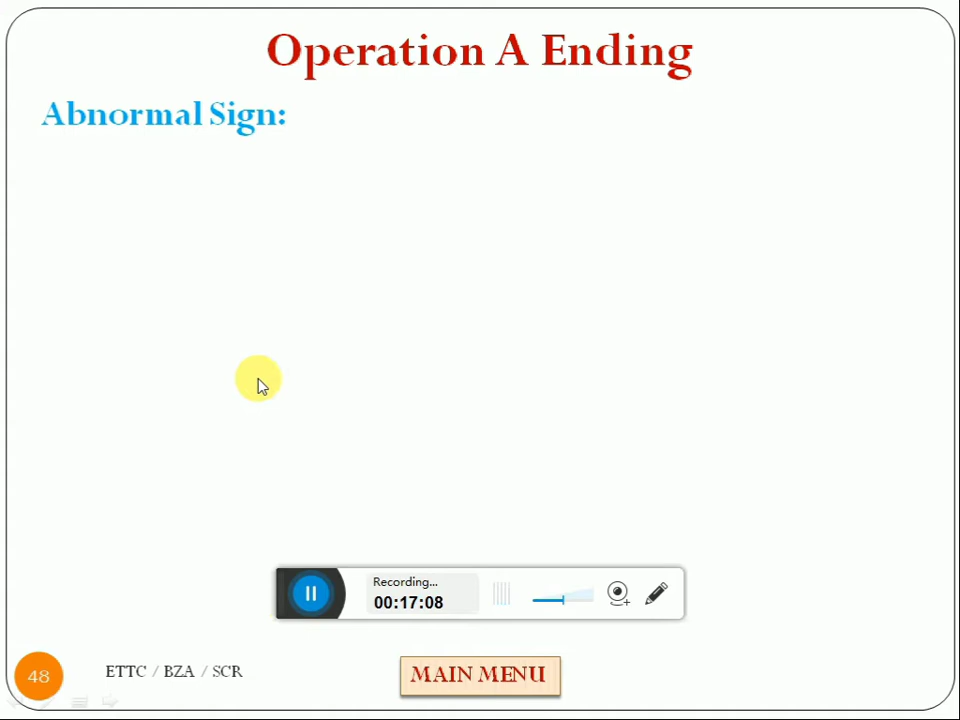 Operation A Ending
Abnormal Sign:
Recording...
00:17:08
48
ETTC / BZA / SCR
MAIN MENU